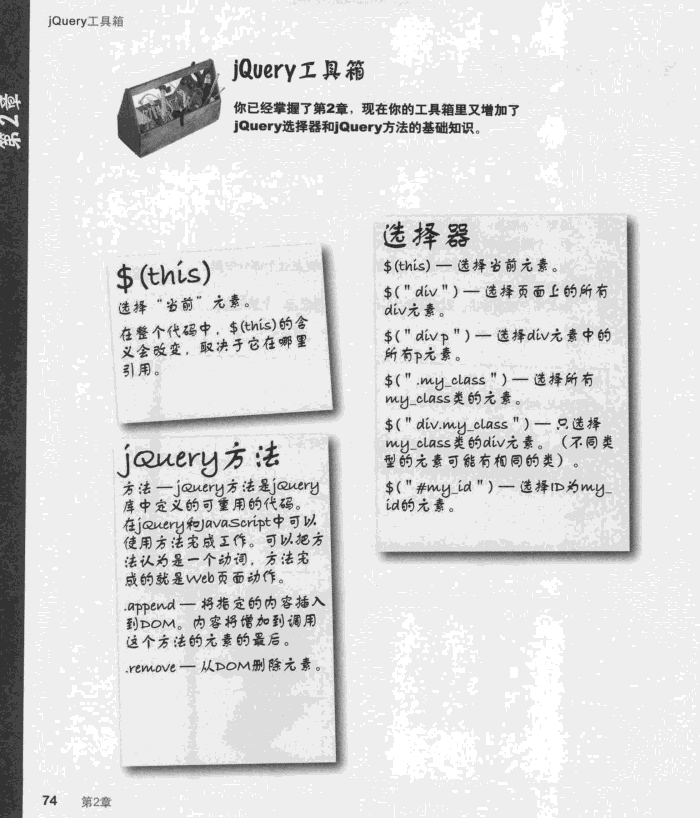 jQuery工具箱
第2章
jQuery工具箱
你已经掌握了第2章，现在你的工具箱里又增加了
jQuery选择器和jQuery方法的基础知识。
$(this)
选择“当前”元素。
在整个代码中，$(this)的含
义会改变，取决于它在哪里
引用。
jQuery方法
方法 — jQuery方法是jQuery
库中定义的可重用的代码。
在jQuery和JavaScript中可以
使用方法完成工作。可以把方
法认为是一个动词，方法完
成的就是Web页面动作。
.append — 将指定的内容插入
到DOM。内容将增加到调用
这个方法的元素的最后。
.remove — 从DOM删除元素。
选择器
$(this) — 选择当前元素。
$("div") — 选择页面上的所有
div元素。
$("div p") — 选择div元素中的
所有p元素。
$(".my_class") — 选择所有
my_class类的元素。
$("div.my_class") — 只选择
my_class类的div元素。（不同类
型的元素可能有相同的类）。
$("#my_id") — 选择ID为my_
id的元素。
74 第2章